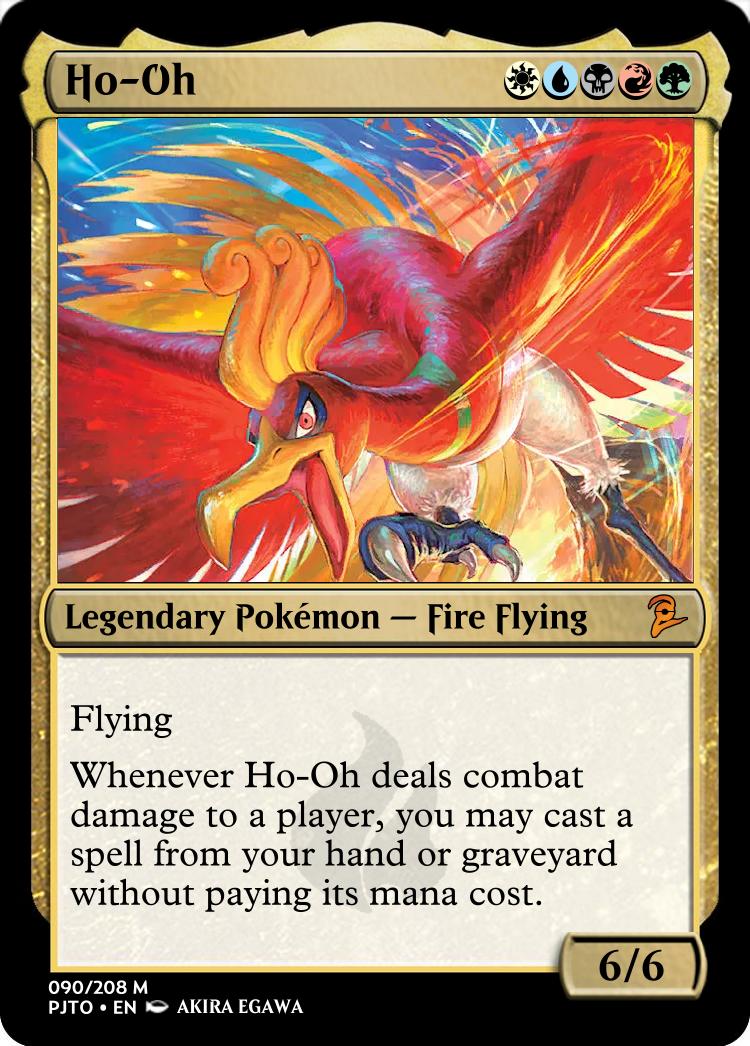 Ho-Oh
Legendary Pokémon — Fire Flying
Flying
Whenever Ho-Oh deals combat
damage to a player, you may cast a
spell from your hand or graveyard
without paying its mana cost.
6/6
090/208 M
PJTO • EN AKIRA EGAWA